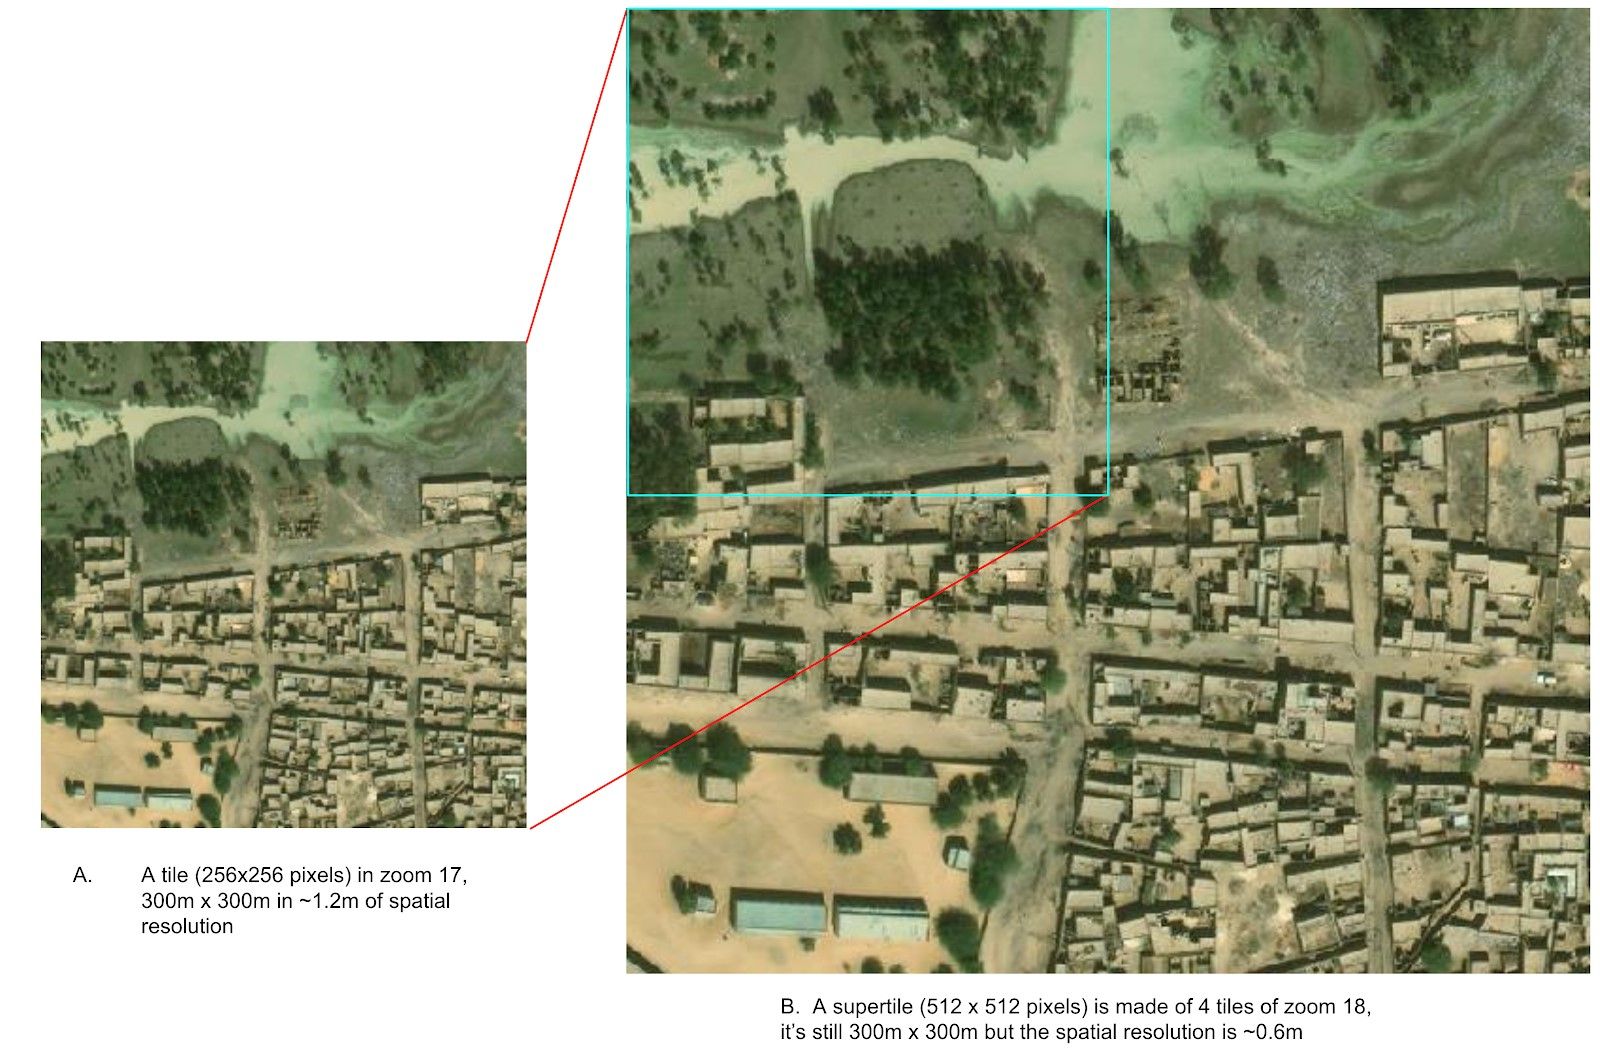 A. A tile (256x256 pixels) in zoom 17,
300m x 300m in ~1.2m of spatial
resolution
B. A supertile (512 x 512 pixels) is made of 4 tiles of zoom 18,
it's still 300m x 300m but the spatial resolution is ~0.6m